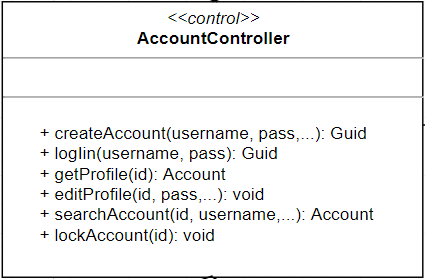 <<control>>
AccountController
+ createAccount(username, pass,...): Guid
+ logIin(username, pass): Guid
+ getProfile(id): Account
+ editProfile(id, pass,...): void
+ searchAccount(id, username,...): Account
+ lockAccount(id): void